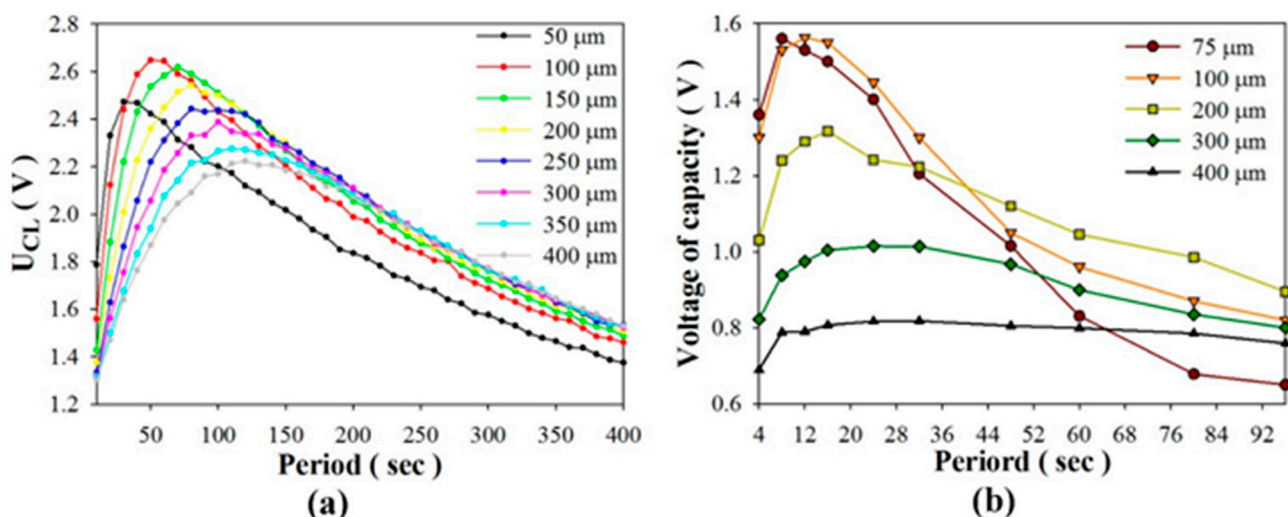 2.8
2.6
2.4
2.2
2.0
1.8
1.6
1.4
1.2
U_CL ( V )
50 µm
100 µm
150 µm
200 µm
250 µm
300 µm
350 µm
400 µm
50 100 150 200 250 300 350 400
Period ( sec )
(a)
1.6
1.4
1.2
1.0
0.8
0.6
Voltage of capacity ( V )
75 µm
100 µm
200 µm
300 µm
400 µm
4 12 20 28 36 44 52 60 68 76 84 92
Periord ( sec )
(b)